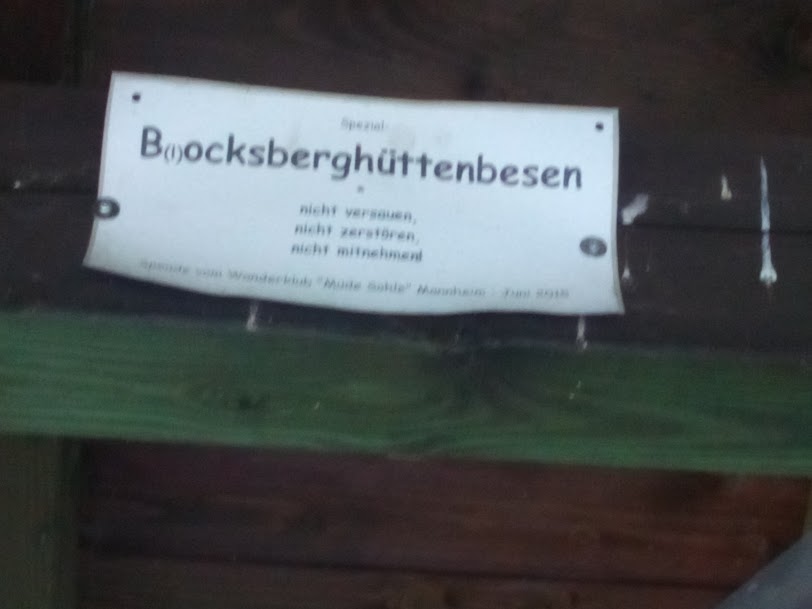 Spezial-
B(l)ocksberghüttenbesen
*
nicht versauen,
nicht zerstören,
nicht mitnehmen!
Spende vom Wanderklub "Müde Sohle" Mannheim - Juni 2015